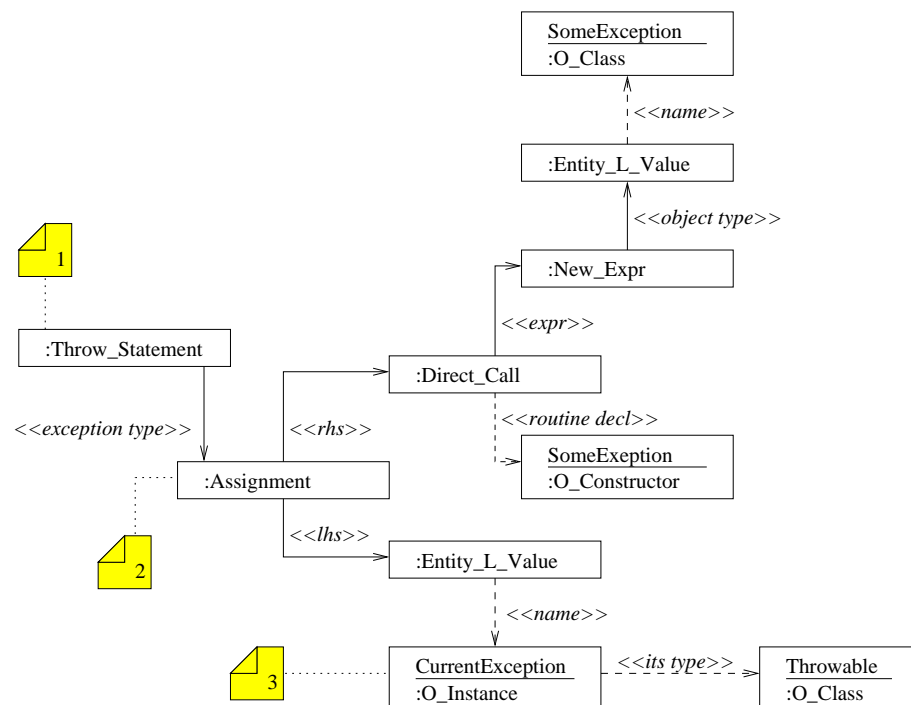 SomeException
:O_Class
<<name>>
:Entity_L_Value
<<object type>>
1
:New_Expr
<<expr>>
:Throw_Statement
:Direct_Call
<<exception type>>
<<rhs>>
<<routine decl>>
SomeExeption
:O_Constructor
:Assignment
<<lhs>>
2
:Entity_L_Value
<<name>>
3
CurrentException
:O_Instance
<<its type>>
Throwable
:O_Class